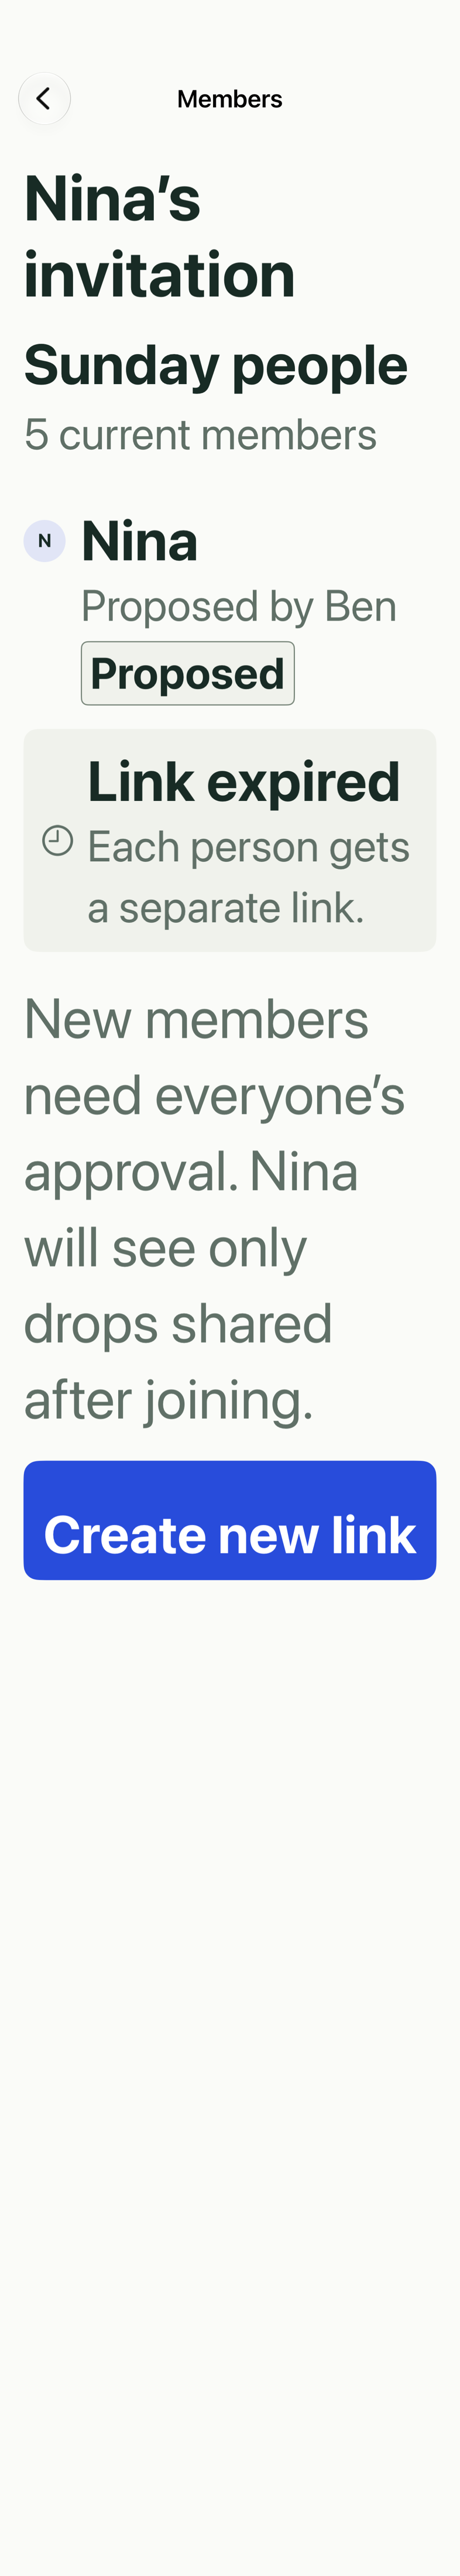 Members
Nina’s
invitation
Sunday people
5 current members
N
Nina
Proposed by Ben
Proposed
Link expired
Each person gets
a separate link.
New members
need everyone’s
approval. Nina
will see only
drops shared
after joining.
Create new link